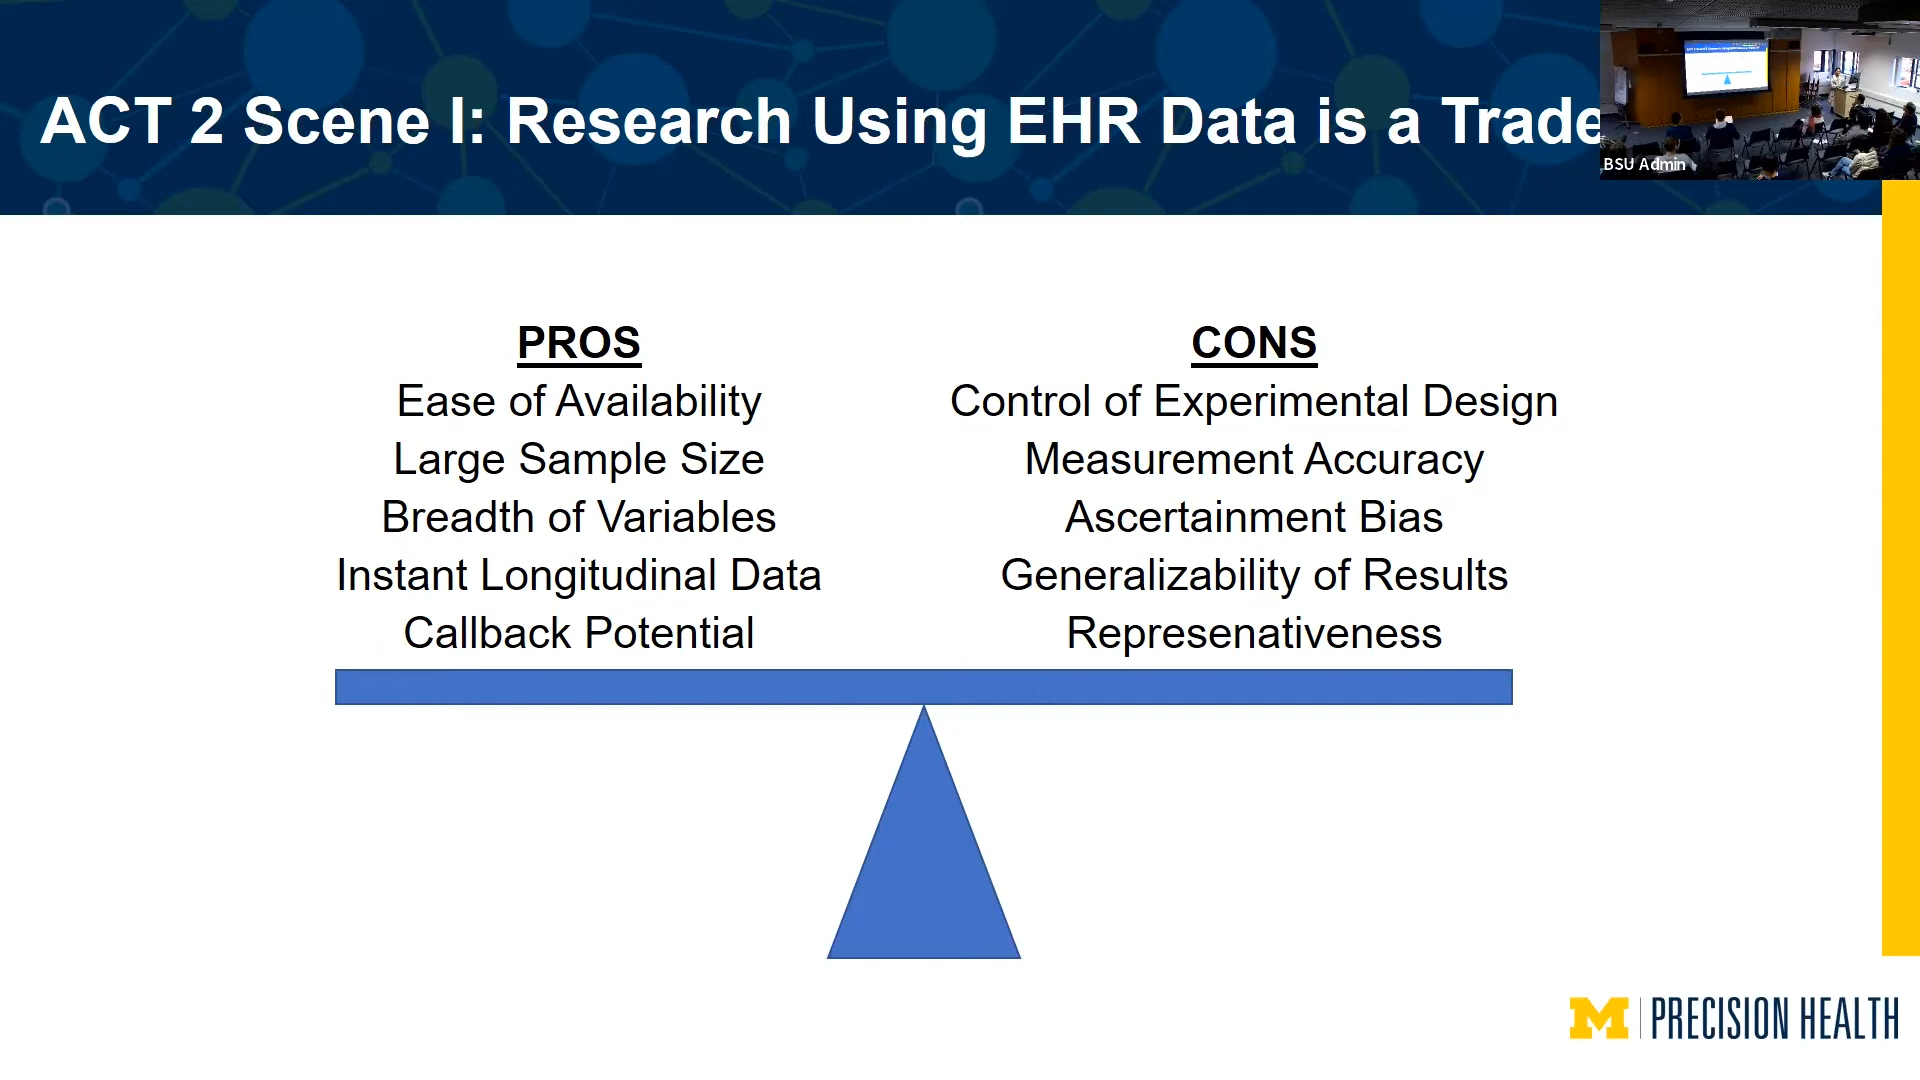 ACT 2 Scene I: Research Using EHR Data is a Trade
BSU Admin
PROS
Ease of Availability
Large Sample Size
Breadth of Variables
Instant Longitudinal Data
Callback Potential
CONS
Control of Experimental Design
Measurement Accuracy
Ascertainment Bias
Generalizability of Results
Represenativeness
M | PRECISION HEALTH